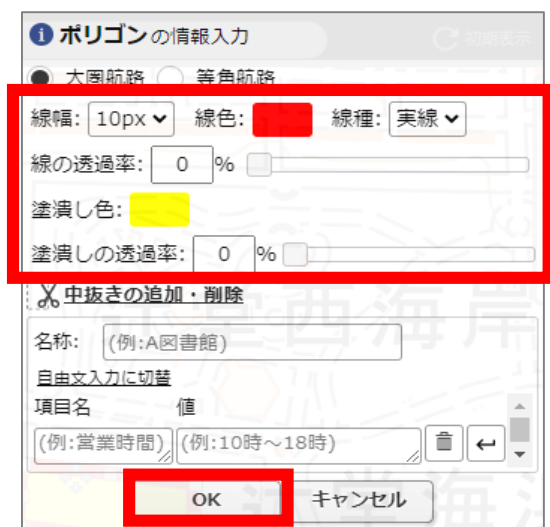 ポリゴン の情報入力 初期表示
大圏航路 等角航路
線幅: 10px 線色: 線種: 実線
線の透過率: 0 %
塗潰し色:
塗潰しの透過率: 0 %
中抜きの追加・削除
名称: (例:A図書館)
自由文入力に切替
項目名 値
(例:営業時間) (例:10時～18時)
OK キャンセル